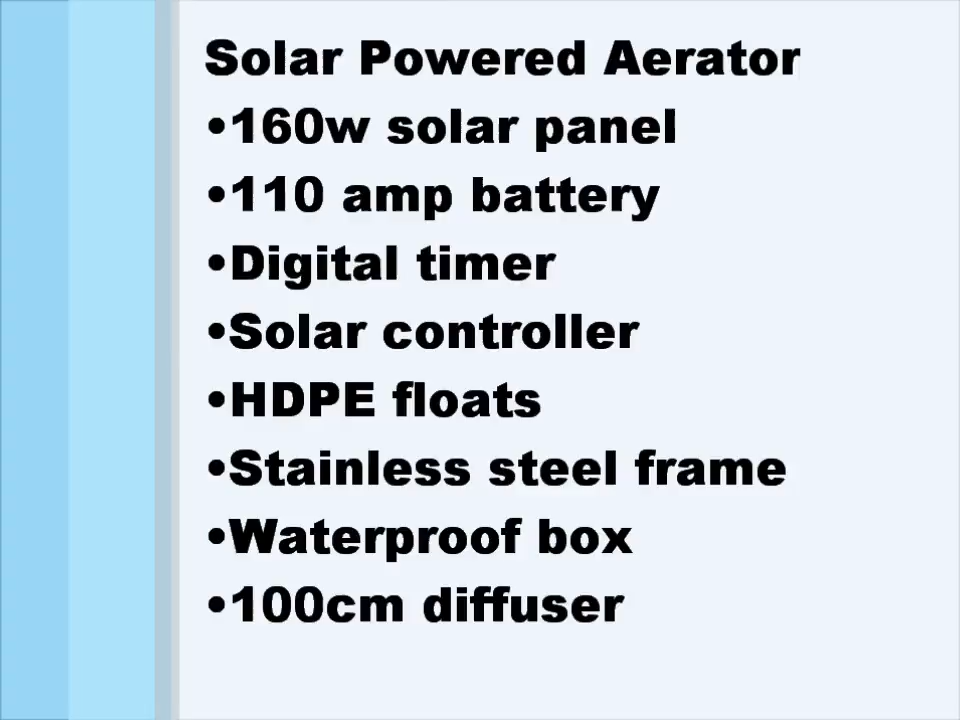 Solar Powered Aerator
•160w solar panel
•110 amp battery
•Digital timer
•Solar controller
•HDPE floats
•Stainless steel frame
•Waterproof box
•100cm diffuser